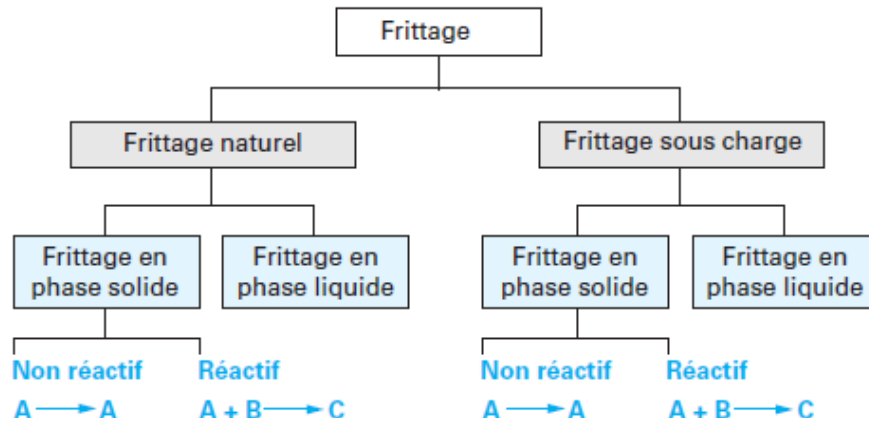 Frittage
Frittage naturel
Frittage sous charge
Frittage en
phase solide
Frittage en
phase liquide
Frittage en
phase solide
Frittage en
phase liquide
Non réactif
Réactif
Non réactif
Réactif
A → A
A + B → C
A → A
A + B → C